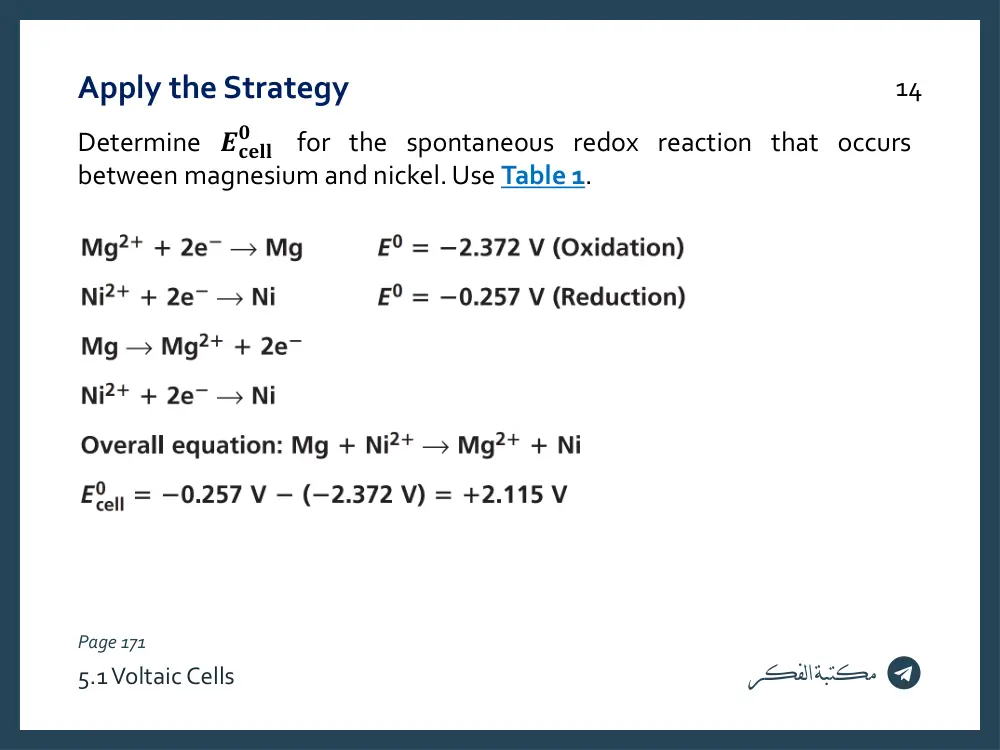 Apply the Strategy
14
Determine E⁰cell for the spontaneous redox reaction that occurs
between magnesium and nickel. Use Table 1.
Mg²⁺ + 2e⁻ → Mg E⁰ = −2.372 V (Oxidation)
Ni²⁺ + 2e⁻ → Ni E⁰ = −0.257 V (Reduction)
Mg → Mg²⁺ + 2e⁻
Ni²⁺ + 2e⁻ → Ni
Overall equation: Mg + Ni²⁺ → Mg²⁺ + Ni
E⁰cell = −0.257 V − (−2.372 V) = +2.115 V
Page 171
5.1 Voltaic Cells
مكتبة الفكر